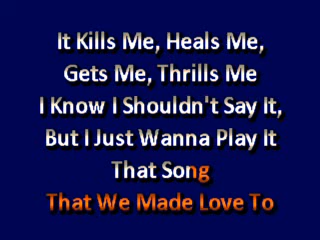 It Kills Me, Heals Me,
Gets Me, Thrills Me
I Know I Shouldn't Say It,
But I Just Wanna Play It
That Song
That We Made Love To